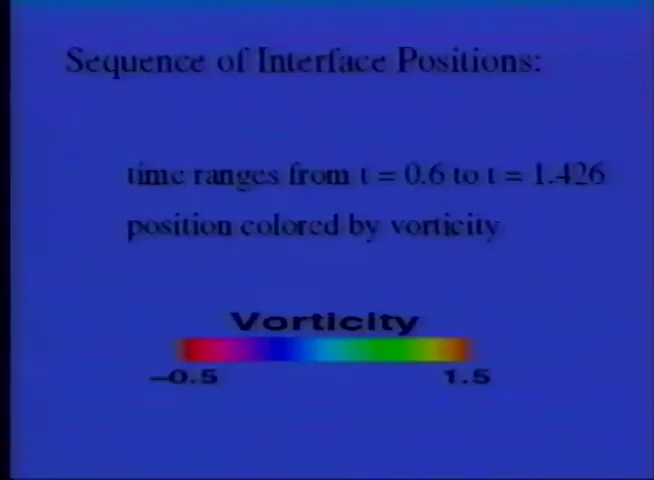 Sequence of Interface Positions:
time ranges from t = 0.6 to t = 1.426
position colored by vorticity
Vorticity
−0.5 1.5